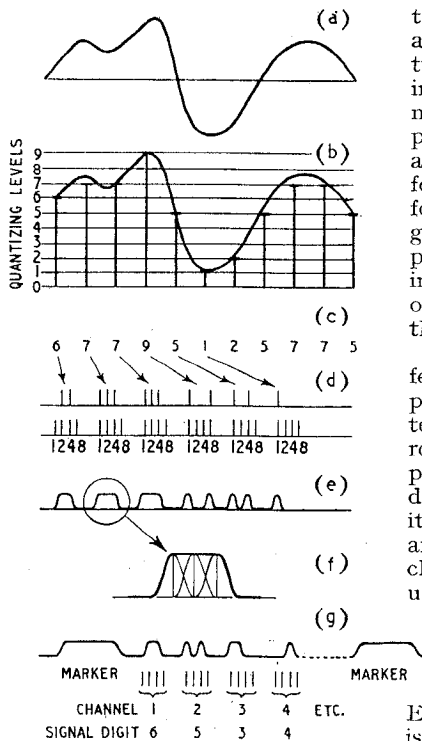 (a)
(b)
QUANTIZING LEVELS
9
8
7
6
5
4
3
2
1
0
(c)
6 7 7 9 5 1 2 5 7 7 5
(d)
1248 1248 1248 1248 1248 1248
(e)
(f)
(g)
MARKER MARKER
CHANNEL 1 2 3 4 ETC.
SIGNAL DIGIT 6 5 3 4